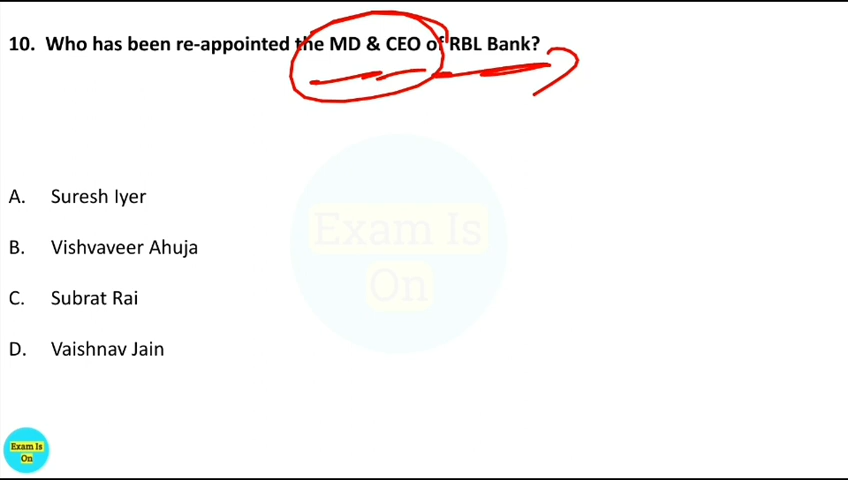 10. Who has been re-appointed the MD & CEO of RBL Bank?
A. Suresh Iyer
Exam Is
On
B. Vishvaveer Ahuja
C. Subrat Rai
D. Vaishnav Jain
Exam Is
On